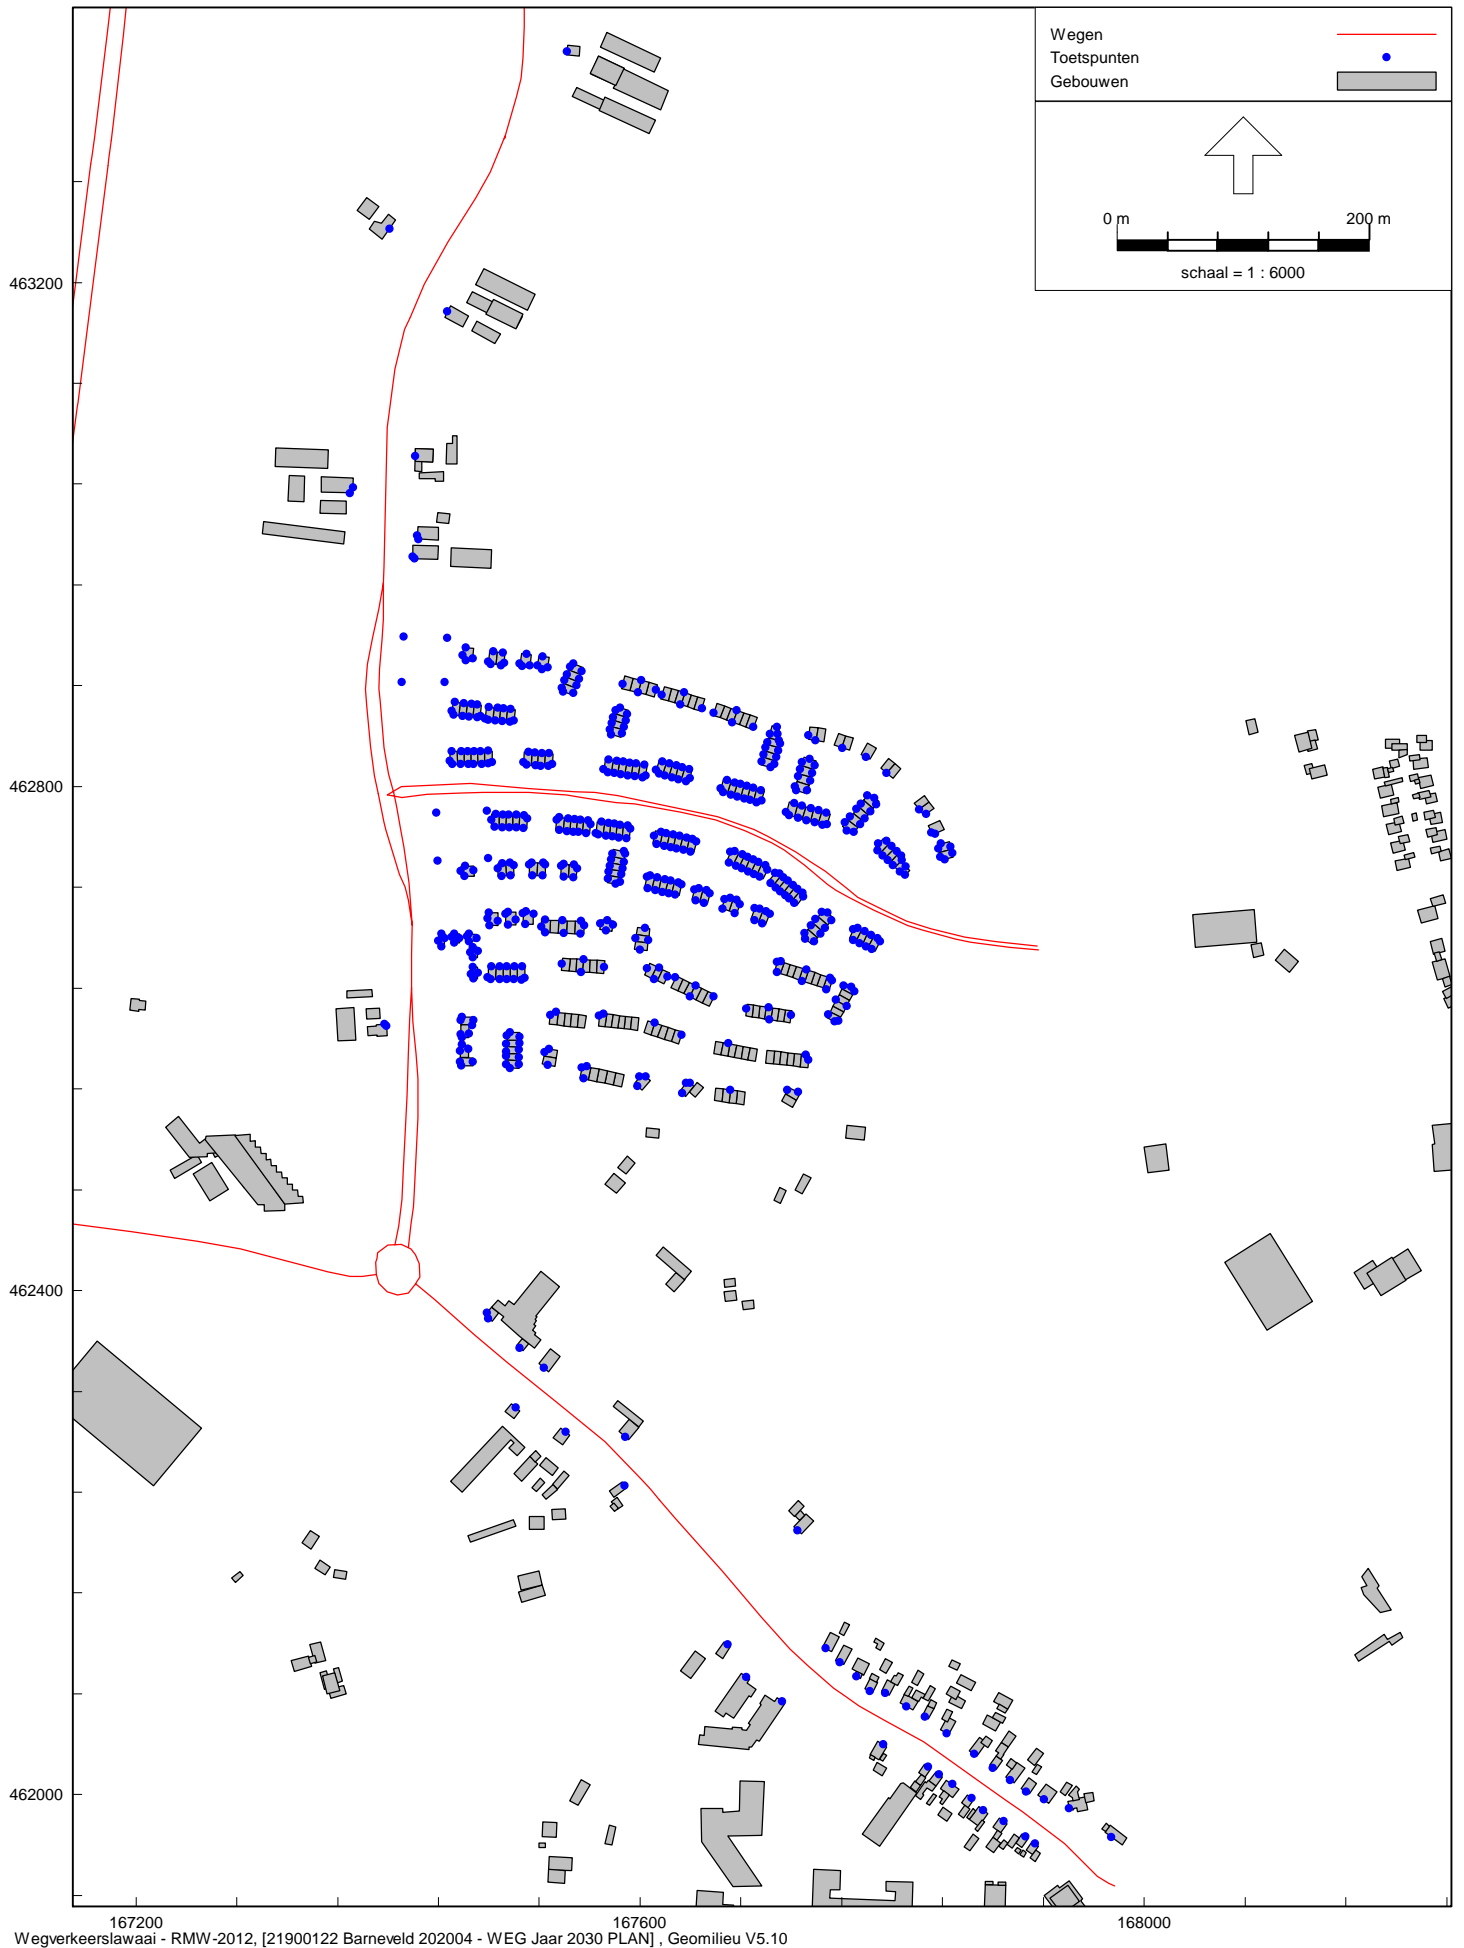 Wegen
Toetspunten
Gebouwen
0 m 200 m
schaal = 1 : 6000
463200
462800
462400
462000
167200 167600 168000
Wegverkeerslawaai - RMW-2012, [21900122 Barneveld 202004 - WEG Jaar 2030 PLAN] , Geomilieu V5.10